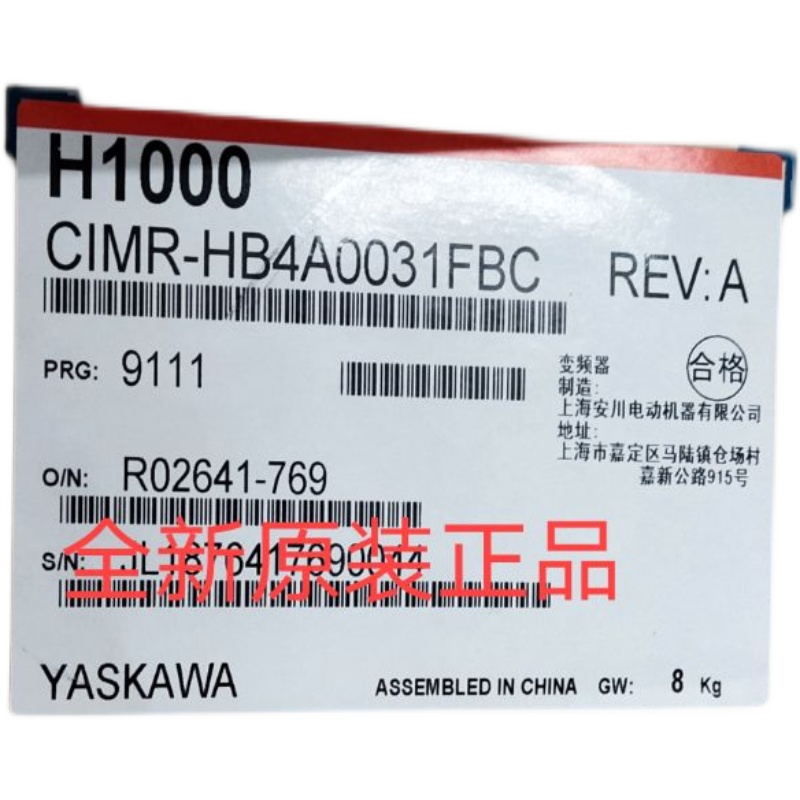 H1000
CIMR-HB4A0031FBC REV: A
PRG: 9111
变频器
合格
制造:
上海安川电动机器有限公司
地址:
上海市嘉定区马陆镇仓场村
嘉新公路915号
O/N: R02641-769
S/N:
全新原装正品
YASKAWA
ASSEMBLED IN CHINA GW: 8 Kg